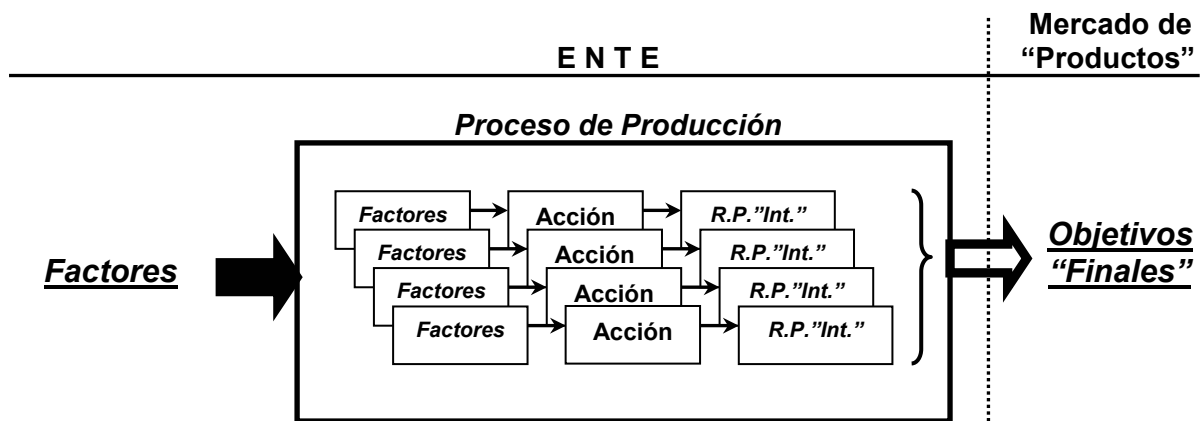 Mercado de
E N T E
“Productos”
Proceso de Producción
Factores
Factores
Acción
R.P.”Int.”
Factores
Acción
R.P.”Int.”
Factores
Acción
R.P.”Int.”
Factores
Acción
R.P.”Int.”
Objetivos
“Finales”